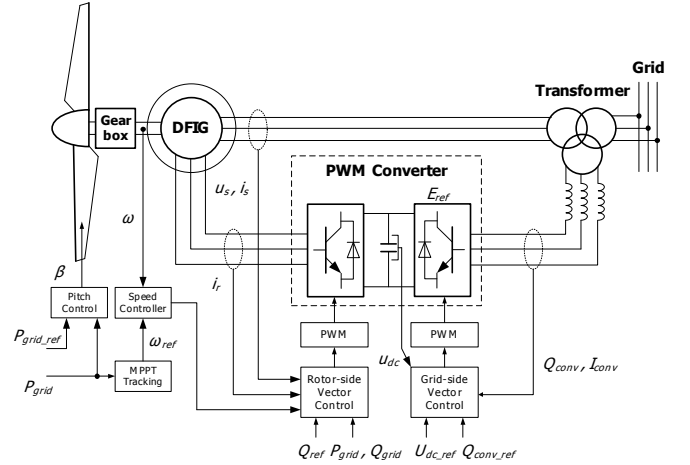 Grid
Transformer
Gear
box
DFIG
PWM Converter
u_s, i_s
E_ref
ω
β
i_r
Pitch
Control
Speed
Controller
PWM
PWM
P_grid_ref
ω_ref
u_dc
Q_conv, I_conv
P_grid
MPPT
Tracking
Rotor-side
Vector
Control
Grid-side
Vector
Control
Q_ref P_grid, Q_grid U_dc_ref Q_conv_ref